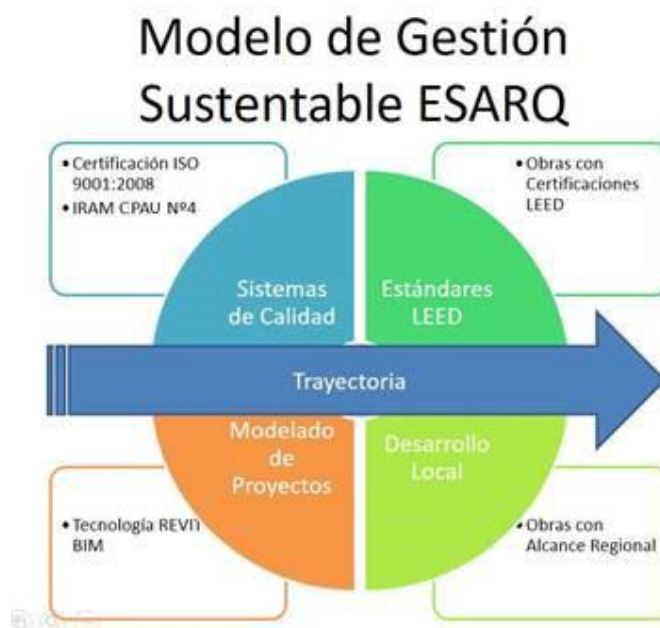 Modelo de Gestión
Sustentable ESARQ
• Certificación ISO
9001:2008
• IRAM CPAU Nº4
• Obras con
Certificaciones
LEED
Sistemas
de Calidad
Estándares
LEED
Trayectoria
Modelado
de
Proyectos
Desarrollo
Local
• Tecnología REVIT
BIM
• Obras con
Alcance Regional